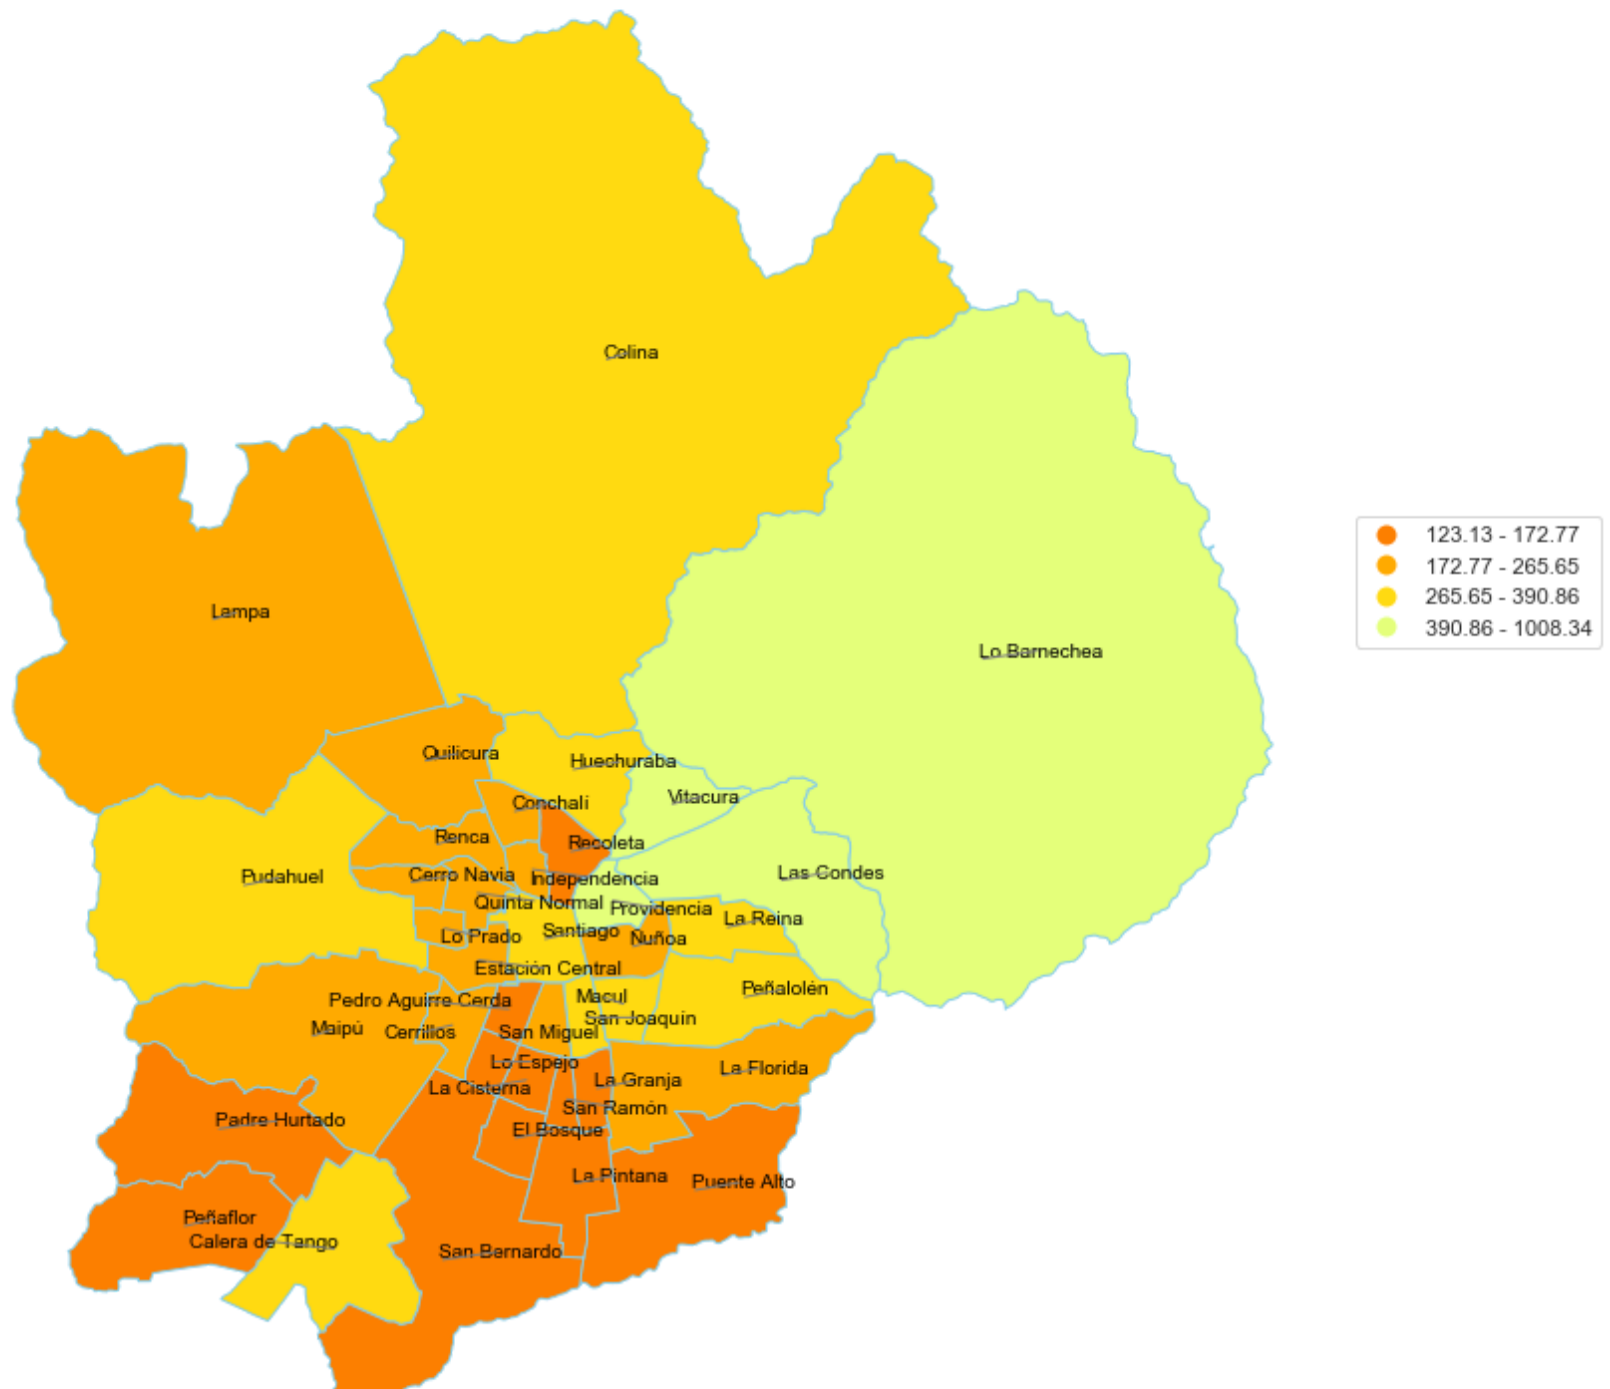 Colina
123.13 - 172.77
172.77 - 265.65
265.65 - 390.86
390.86 - 1008.34
Lampa
Lo Barnechea
Quilicura
Huechuraba
Vitacura
Conchalí
Renca
Recoleta
Pudahuel
Cerro Navia
Independencia
Las Condes
Quinta Normal
Providencia
La Reina
Lo Prado
Santiago
Ñuñoa
Estación Central
Peñalolén
Pedro Aguirre Cerda
Macul
San Joaquín
Maipú
Cerrillos
San Miguel
Lo Espejo
La Florida
La Cisterna
La Granja
San Ramón
Padre Hurtado
El Bosque
La Pintana
Puente Alto
Peñaflor
Calera de Tango
San Bernardo